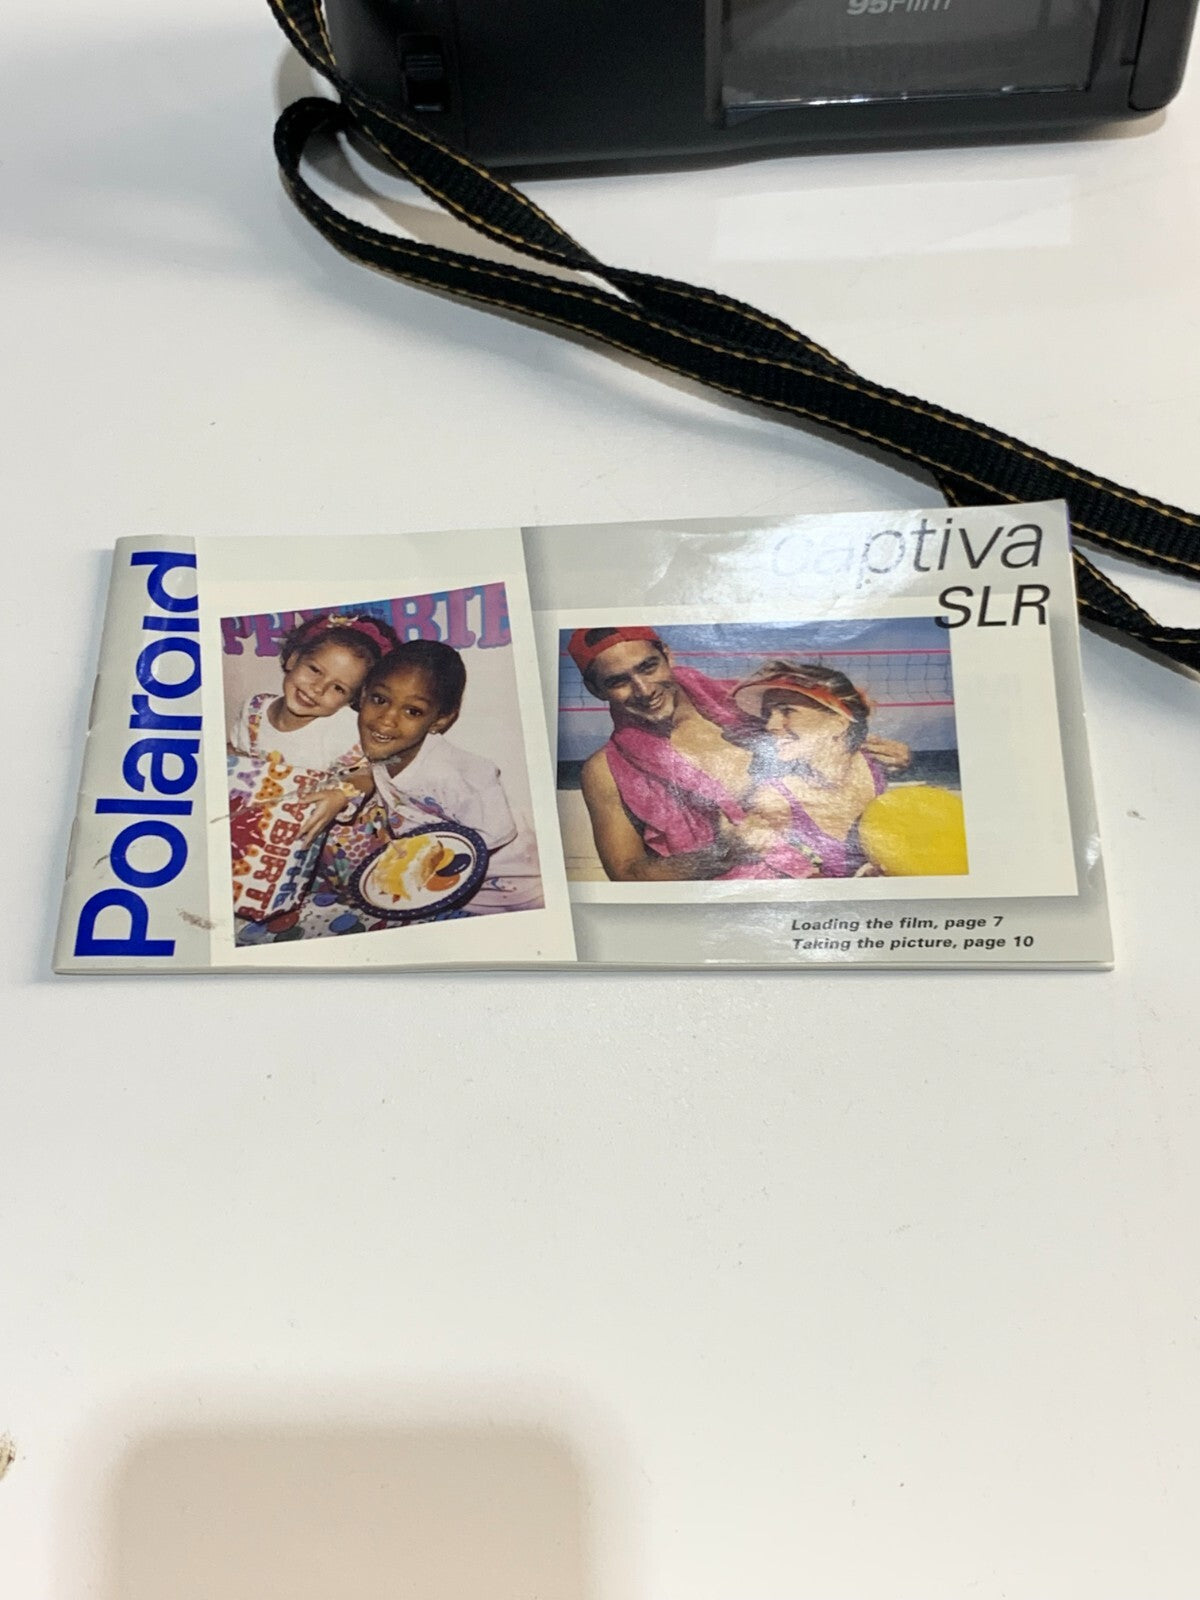 95Film
Polaroid
captiva
SLR
Loading the film, page 7
Taking the picture, page 10